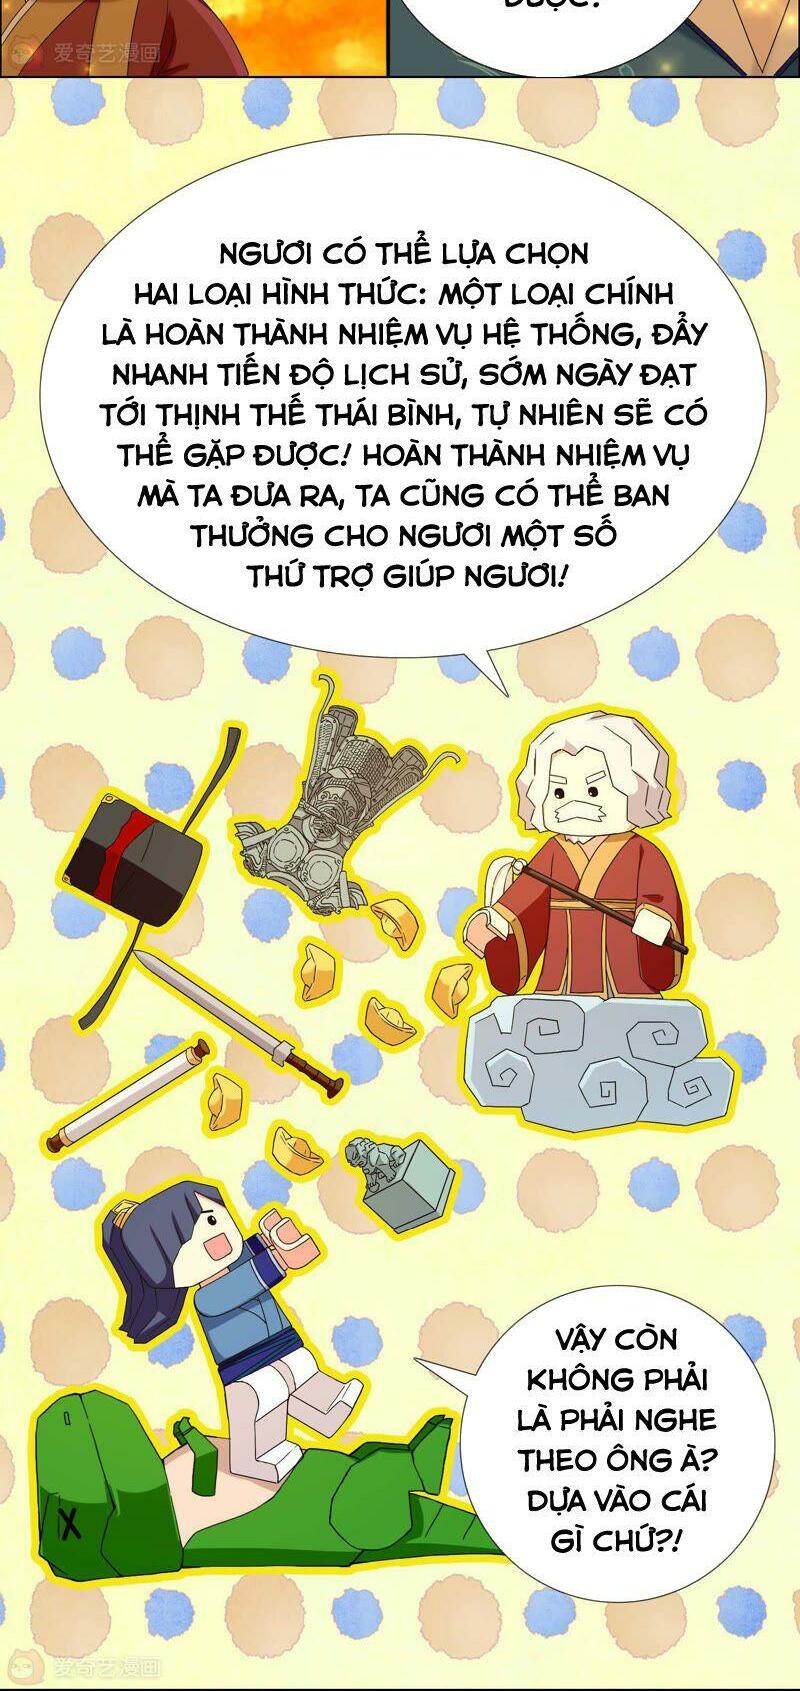 爱奇艺漫画
ĐƯỢC?
NGƯƠI CÓ THỂ LỰA CHỌN
HAI LOẠI HÌNH THỨC: MỘT LOẠI CHÍNH
LÀ HOÀN THÀNH NHIỆM VỤ HỆ THỐNG, ĐẨY
NHANH TIẾN ĐỘ LỊCH SỬ, SỚM NGÀY ĐẠT
TỚI THỊNH THẾ THÁI BÌNH, TỰ NHIÊN SẼ CÓ
THỂ GẶP ĐƯỢC! HOÀN THÀNH NHIỆM VỤ
MÀ TA ĐƯA RA, TA CŨNG CÓ THỂ BAN
THƯỞNG CHO NGƯƠI MỘT SỐ
THỨ TRỢ GIÚP NGƯƠI!
VẬY CÒN
KHÔNG PHẢI
LÀ PHẢI NGHE
THEO ÔNG À?
DỰA VÀO CÁI
GÌ CHỨ?!
爱奇艺漫画